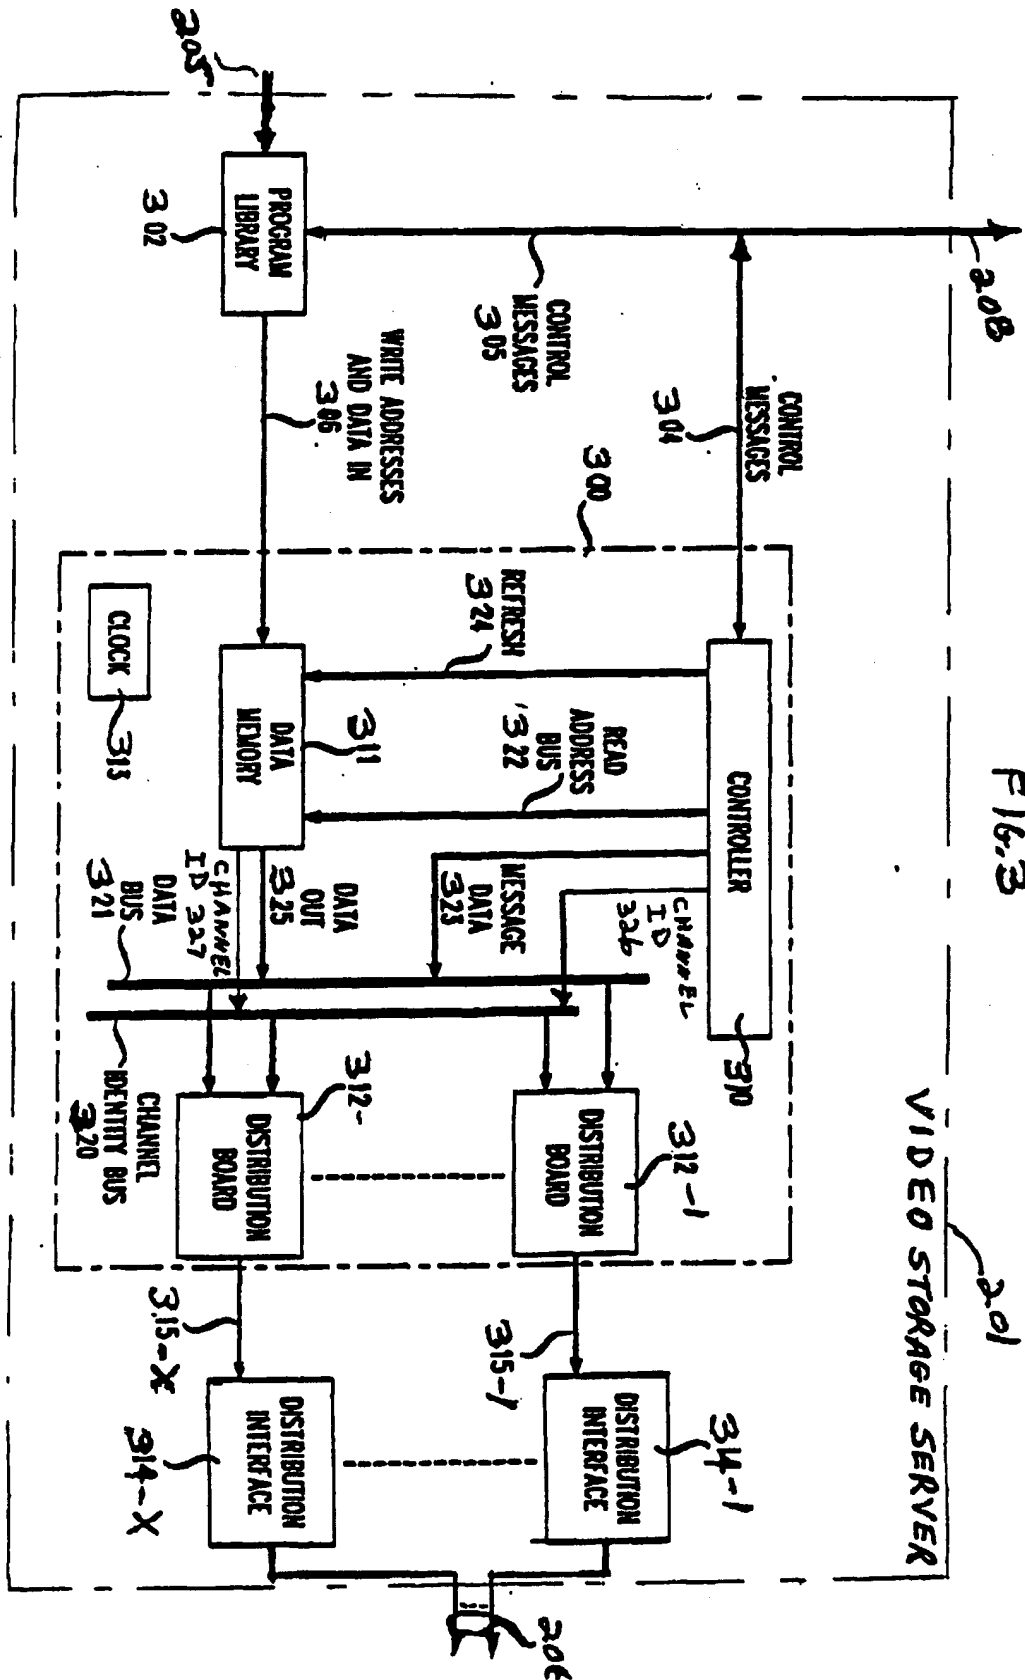 FIG.3
VIDEO STORAGE SERVER
201
208
CONTROL
MESSAGES
304
CONTROL
MESSAGES
305
205
PROGRAM
LIBRARY
302
WRITE ADDRESSES
AND DATA IN
306
300
CONTROLLER
310
REFRESH
324
READ
ADDRESS
BUS
322
MESSAGE
DATA
323
CHANNEL
ID
326
DATA
MEMORY
311
CLOCK
313
DATA
OUT
325
CHANNEL
ID 327
DATA
BUS
321
CHANNEL
IDENTITY BUS
320
DISTRIBUTION
BOARD
312-1
DISTRIBUTION
BOARD
312-
315-1
315-X
DISTRIBUTION
INTERFACE
314-1
DISTRIBUTION
INTERFACE
314-X
206